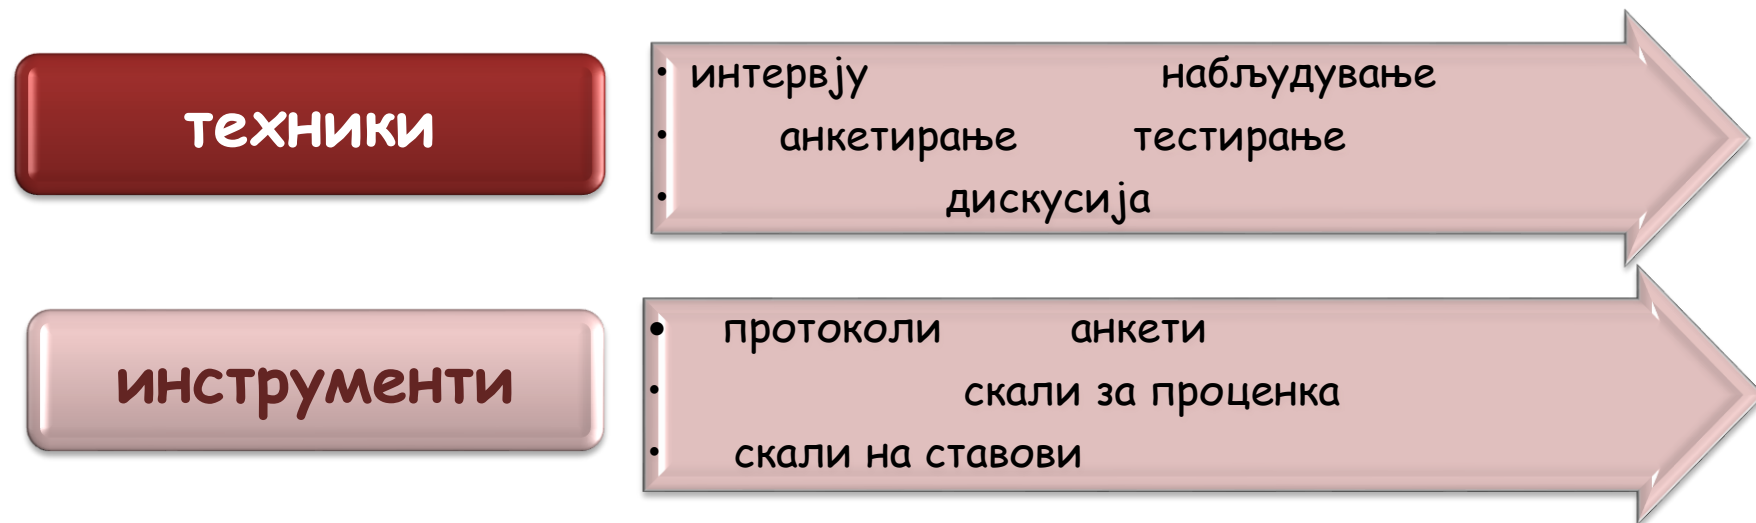 техники
• интервју набљудување
• анкетирање тестирање
• дискусија
инструменти
• протоколи анкети
• скали за проценка
• скали на ставови